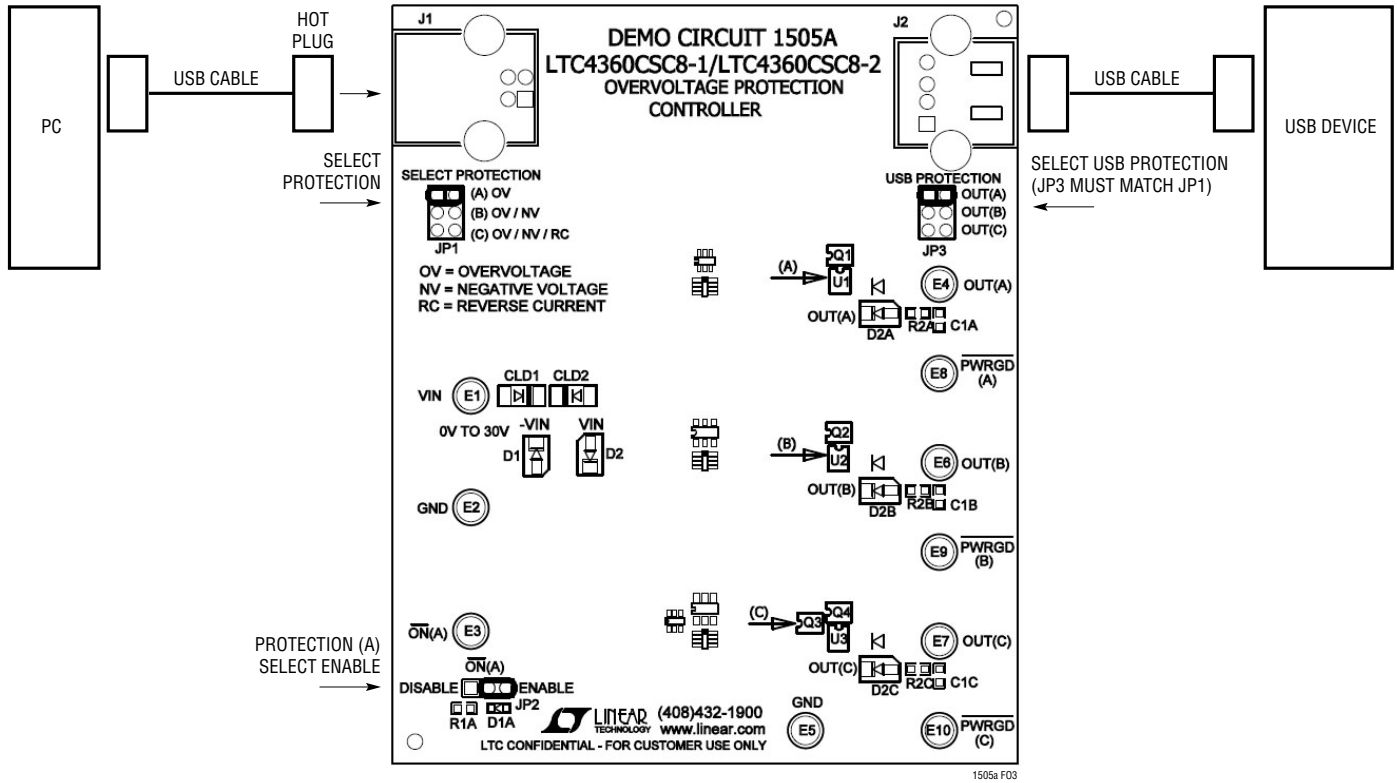 HOT
PLUG
USB CABLE
PC
J1
DEMO CIRCUIT 1505A
LTC4360CSC8-1/LTC4360CSC8-2
OVERVOLTAGE PROTECTION
CONTROLLER
J2
USB CABLE
USB DEVICE
SELECT
PROTECTION
SELECT PROTECTION
(A) OV
(B) OV / NV
(C) OV / NV / RC
JP1
OV = OVERVOLTAGE
NV = NEGATIVE VOLTAGE
RC = REVERSE CURRENT
USB PROTECTION
OUT(A)
OUT(B)
OUT(C)
JP3
SELECT USB PROTECTION
(JP3 MUST MATCH JP1)
(A)
Q1
U1
E4
OUT(A)
OUT(A)
D2A
R2A
C1A
E8
PWRGD
(A)
VIN
E1
CLD1
CLD2
0V TO 30V
-VIN
VIN
D1
D2
(B)
Q2
U2
E6
OUT(B)
OUT(B)
D2B
R2B
C1B
GND
E2
E9
PWRGD
(B)
(C)
Q3
Q4
U3
E7
OUT(C)
OUT(C)
D2C
R2C
C1C
ON(A)
E3
PROTECTION (A)
SELECT ENABLE
ON(A)
DISABLE
ENABLE
JP2
R1A
D1A
LINEAR
TECHNOLOGY
(408)432-1900
www.linear.com
LTC CONFIDENTIAL - FOR CUSTOMER USE ONLY
GND
E5
E10
PWRGD
(C)
1505a F03